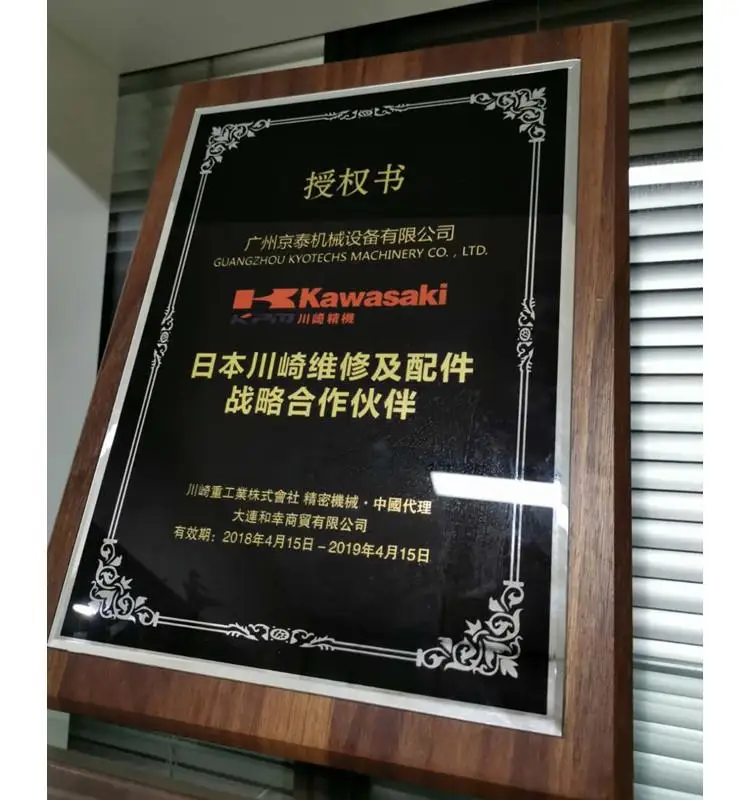 授权书
广州京泰机械设备有限公司
GUANGZHOU KYOTECHS MACHINERY CO. , LTD.
Kawasaki
KPM 川崎精機
日本川崎维修及配件
战略合作伙伴
川崎重工業株式會社 精密機械·中國代理
大連和幸商貿有限公司
有效期：2018年4月15日－2019年4月15日